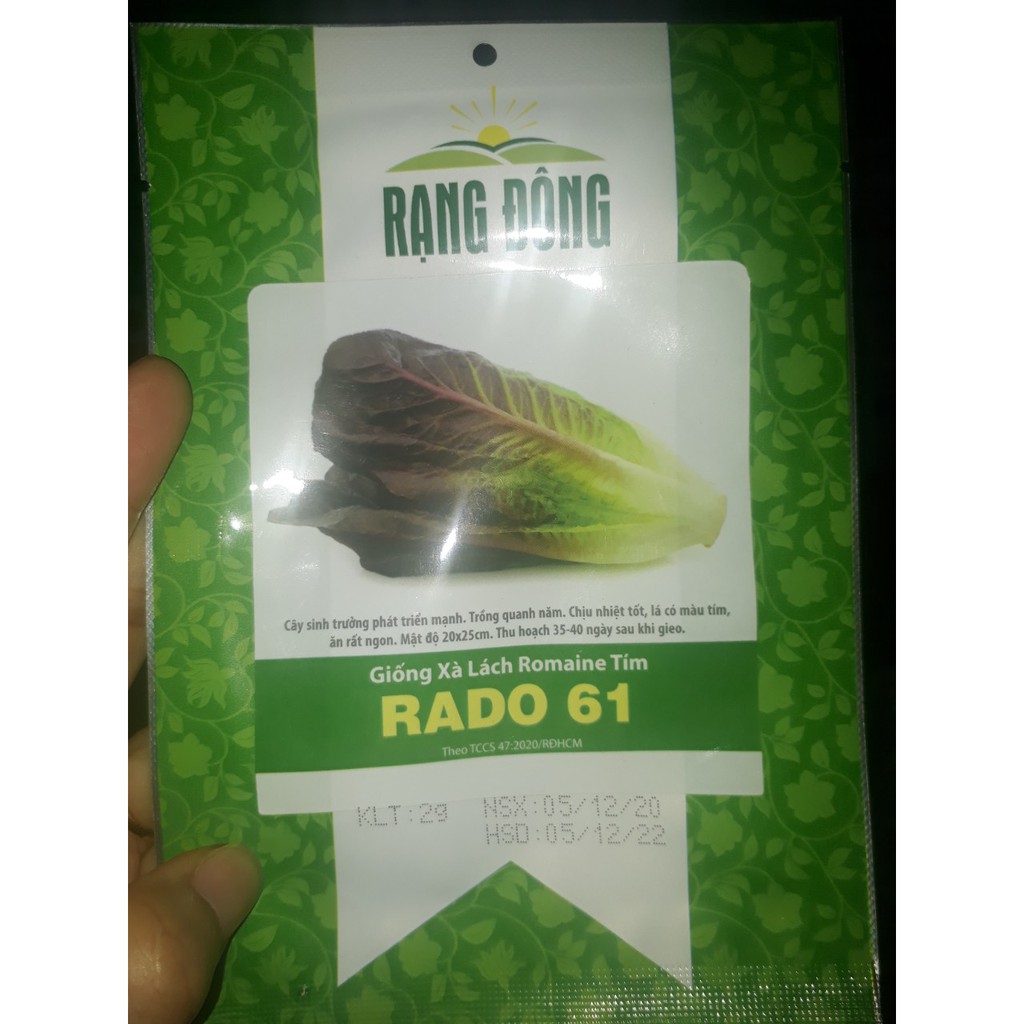 RẠNG ĐÔNG
Cây sinh trưởng phát triển mạnh. Trồng quanh năm. Chịu nhiệt tốt, lá có màu tím,
ăn rất ngon. Mật độ 20x25cm. Thu hoạch 35-40 ngày sau khi gieo.
Giống Xà Lách Romaine Tím
RADO 61
Theo TCCS 47:2020/RĐHCM
KLT:2g NSX:05/12/20
HSD:05/12/22